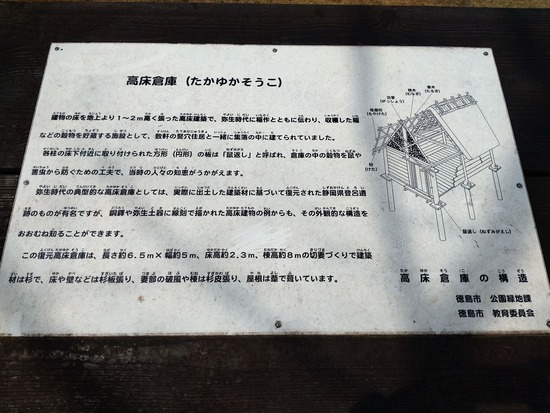 高床倉庫（たかゆかそうこ）
建物の床を地上より１～２ｍ高く張った高床建築で、弥生時代に稲作とともに伝わり、収穫した稲
などの穀物を貯蔵する施設として、数軒の竪穴住居と一緒に集落の中に建てられていました。
各柱の床下付近に取り付けられた方形（円形）の板は「鼠返し」と呼ばれ、倉庫の中の穀物を鼠や
害虫から防ぐための工夫で、当時の人々の知恵がうかがえます。
弥生時代の典型的な高床倉庫としては、実際に出土した建築材に基づいて復元された静岡県登呂遺
跡のものが有名ですが、銅鐸や弥生土器に線刻で描かれた高床建物の例からも、その外観的な構造を
おおむね知ることができます。
この復元高床倉庫は、長さ約６.５ｍ×幅約５ｍ、床高約２.３ｍ、棟高約８ｍの切妻づくりで建築
材は杉で、床や壁などは杉板張り、妻部の破風や棟は杉皮張り、屋根は葦で葺いています。
鼠返し（ねずみがえし）
高床倉庫の構造
徳島市 公園緑地課
徳島市 教育委員会